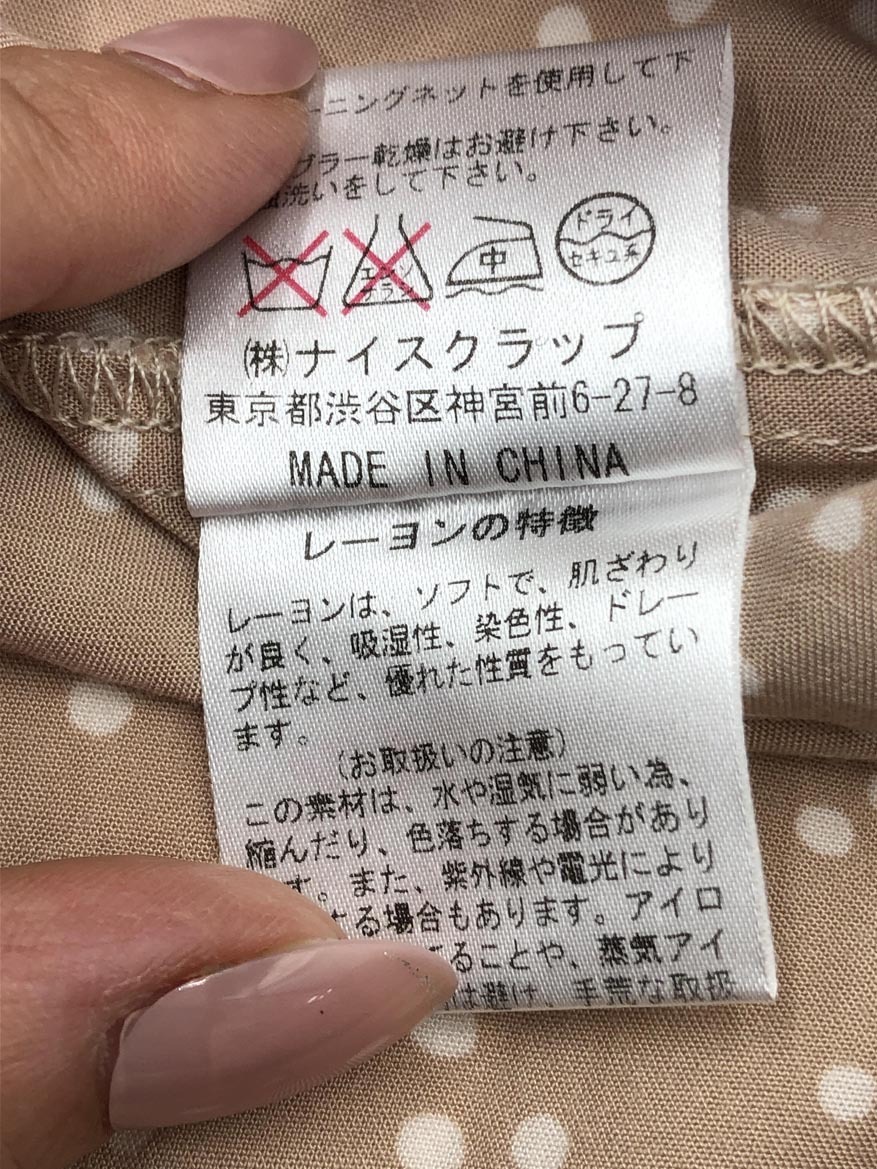 ーニングネットを使用して下
ブラー乾燥はお避け下さい。
洗いをして下さい。
エンソ
サラシ
中
ドライ
セキユ系
㈱ナイスクラップ
東京都渋谷区神宮前6-27-8
MADE IN CHINA
レーヨンの特徴
レーヨンは、ソフトで、肌ざわり
が良く、吸湿性、染色性、ドレー
プ性など、優れた性質をもってい
ます。
(お取扱いの注意)
この素材は、水や湿気に弱い為、
縮んだり、色落ちする場合があり
す。また、紫外線や電光により
する場合もあります。アイロ
ることや、蒸気アイ
は避け、手荒な取扱